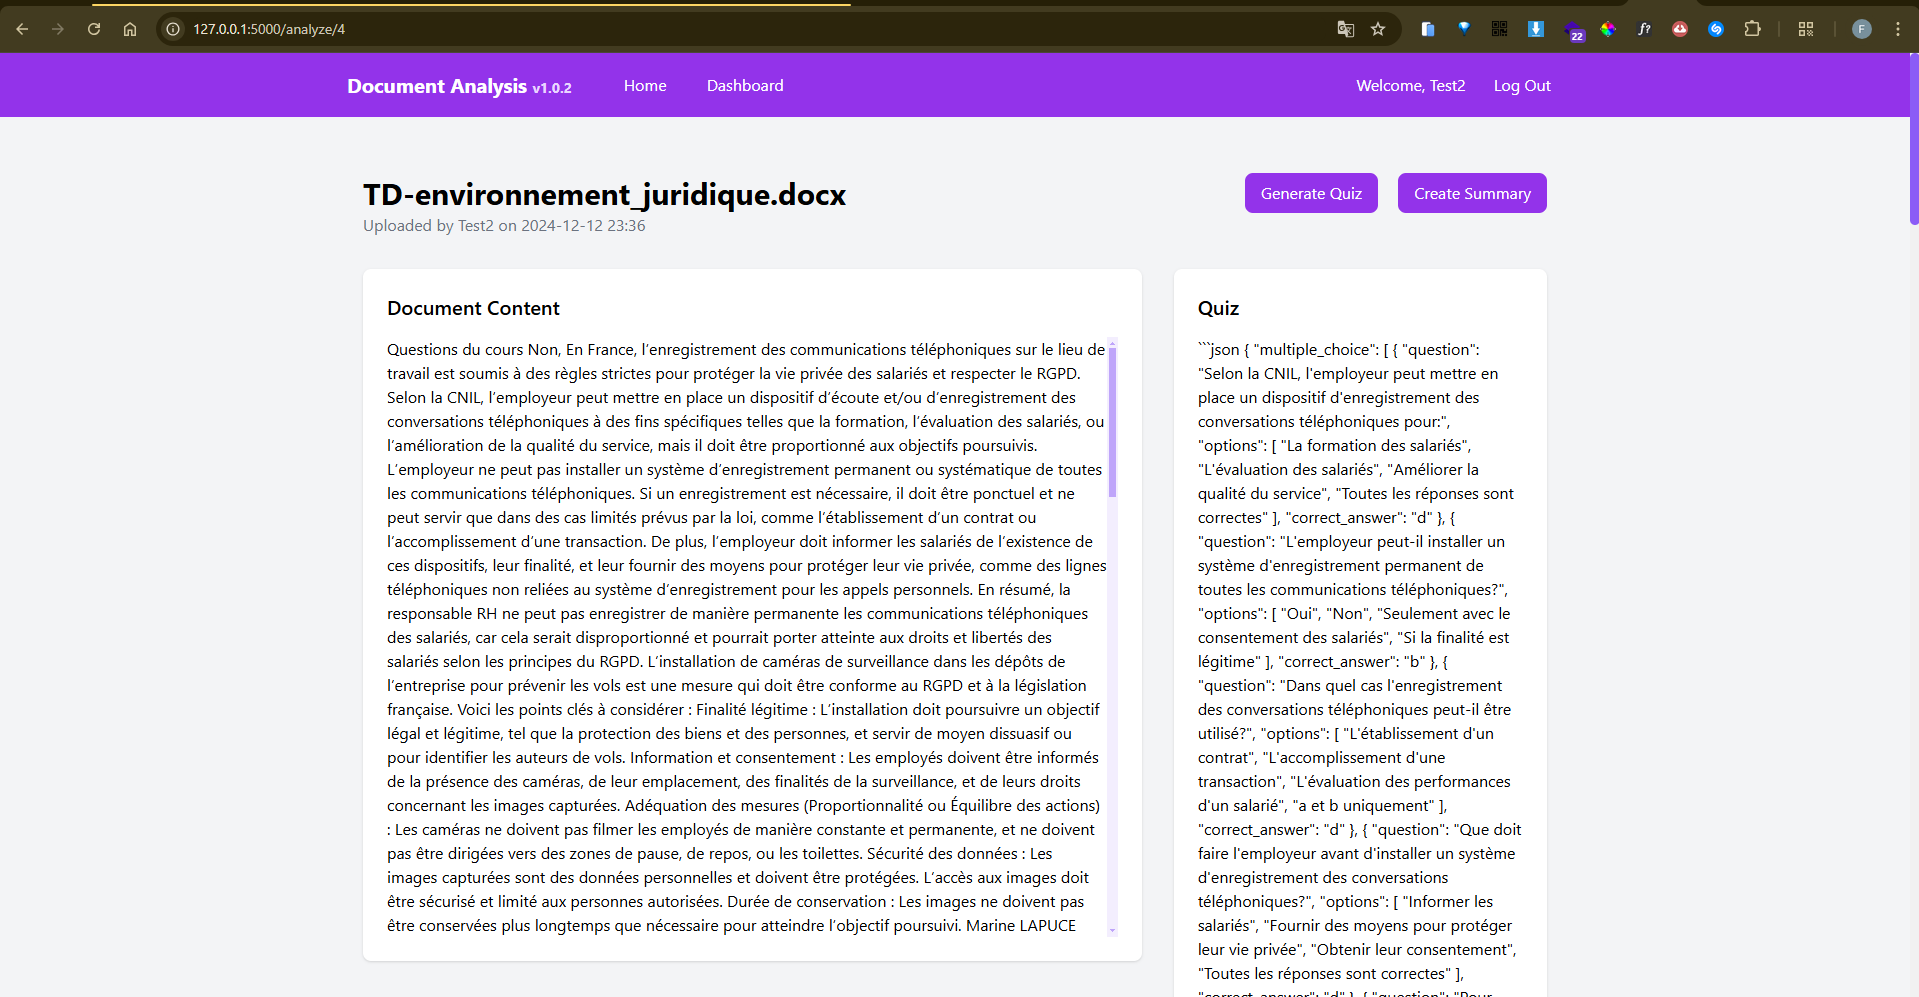 127.0.0.1:5000/analyze/4
22
f?
F
Document Analysis v1.0.2
Home
Dashboard
Welcome, Test2
Log Out
TD-environnement_juridique.docx
Uploaded by Test2 on 2024-12-12 23:36
Generate Quiz
Create Summary
Document Content
Questions du cours Non, En France, l’enregistrement des communications téléphoniques sur le lieu de
travail est soumis à des règles strictes pour protéger la vie privée des salariés et respecter le RGPD.
Selon la CNIL, l’employeur peut mettre en place un dispositif d’écoute et/ou d’enregistrement des
conversations téléphoniques à des fins spécifiques telles que la formation, l’évaluation des salariés, ou
l’amélioration de la qualité du service, mais il doit être proportionné aux objectifs poursuivis.
L’employeur ne peut pas installer un système d’enregistrement permanent ou systématique de toutes
les communications téléphoniques. Si un enregistrement est nécessaire, il doit être ponctuel et ne
peut servir que dans des cas limités prévus par la loi, comme l’établissement d’un contrat ou
l’accomplissement d’une transaction. De plus, l’employeur doit informer les salariés de l’existence de
ces dispositifs, leur finalité, et leur fournir des moyens pour protéger leur vie privée, comme des lignes
téléphoniques non reliées au système d’enregistrement pour les appels personnels. En résumé, la
responsable RH ne peut pas enregistrer de manière permanente les communications téléphoniques
des salariés, car cela serait disproportionné et pourrait porter atteinte aux droits et libertés des
salariés selon les principes du RGPD. L’installation de caméras de surveillance dans les dépôts de
l’entreprise pour prévenir les vols est une mesure qui doit être conforme au RGPD et à la législation
française. Voici les points clés à considérer : Finalité légitime : L’installation doit poursuivre un objectif
légal et légitime, tel que la protection des biens et des personnes, et servir de moyen dissuasif ou
pour identifier les auteurs de vols. Information et consentement : Les employés doivent être informés
de la présence des caméras, de leur emplacement, des finalités de la surveillance, et de leurs droits
concernant les images capturées. Adéquation des mesures (Proportionnalité ou Équilibre des actions)
: Les caméras ne doivent pas filmer les employés de manière constante et permanente, et ne doivent
pas être dirigées vers des zones de pause, de repos, ou les toilettes. Sécurité des données : Les
images capturées sont des données personnelles et doivent être protégées. L’accès aux images doit
être sécurisé et limité aux personnes autorisées. Durée de conservation : Les images ne doivent pas
être conservées plus longtemps que nécessaire pour atteindre l’objectif poursuivi. Marine LAPUCE
Quiz
```json { "multiple_choice": [ { "question":
"Selon la CNIL, l'employeur peut mettre en
place un dispositif d'enregistrement des
conversations téléphoniques pour:",
"options": [ "La formation des salariés",
"L'évaluation des salariés", "Améliorer la
qualité du service", "Toutes les réponses sont
correctes" ], "correct_answer": "d" }, {
"question": "L'employeur peut-il installer un
système d'enregistrement permanent de
toutes les communications téléphoniques?",
"options": [ "Oui", "Non", "Seulement avec le
consentement des salariés", "Si la finalité est
légitime" ], "correct_answer": "b" }, {
"question": "Dans quel cas l'enregistrement
des conversations téléphoniques peut-il être
utilisé?", "options": [ "L'établissement d'un
contrat", "L'accomplissement d'une
transaction", "L'évaluation des performances
d'un salarié", "a et b uniquement" ],
"correct_answer": "d" }, { "question": "Que doit
faire l'employeur avant d'installer un système
d'enregistrement des conversations
téléphoniques?", "options": [ "Informer les
salariés", "Fournir des moyens pour protéger
leur vie privée", "Obtenir leur consentement",
"Toutes les réponses sont correctes" ],
"correct_answer": "d" }, { "question": "Pour